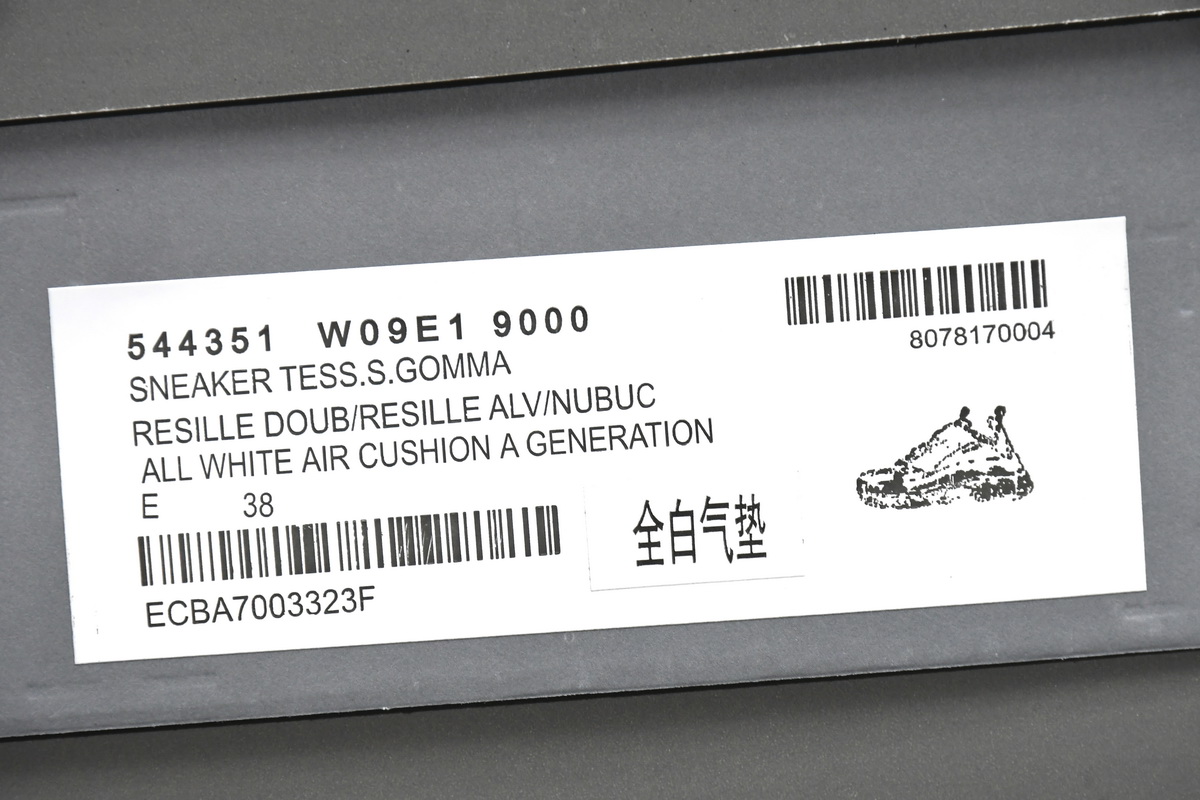 544351 W09E1 9000
SNEAKER TESS.S.GOMMA
RESILLE DOUB/RESILLE ALV/NUBUC
ALL WHITE AIR CUSHION A GENERATION
E 38
ECBA7003323F
全白气垫
8078170004